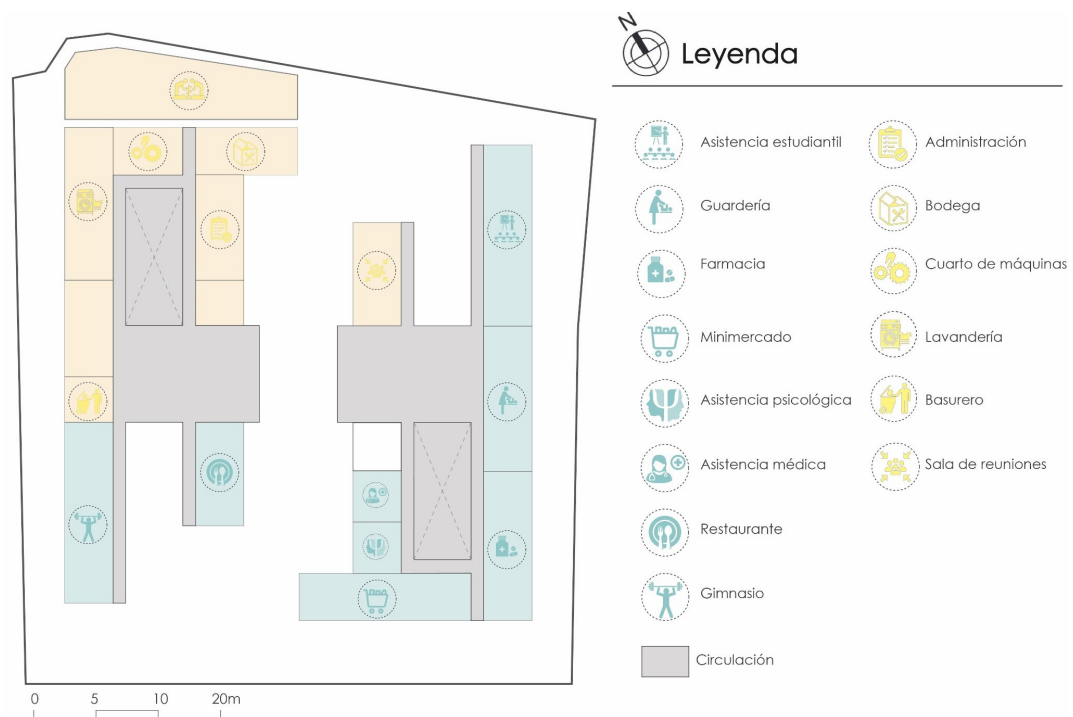 N
Leyenda
Asistencia estudiantil
Administración
Guardería
Bodega
Farmacia
Cuarto de máquinas
Minimercado
Lavandería
Asistencia psicológica
Basurero
Asistencia médica
Sala de reuniones
Restaurante
Gimnasio
Circulación
0 5 10 20m